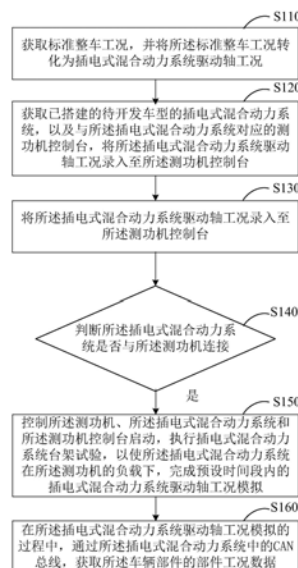 S110
获取标准整车工况，并将所述标准整车工况转
化为插电式混合动力系统驱动轴工况
S120
获取已搭建的待开发车型的插电式混合动力系
统，以及与所述插电式混合动力系统对应的测
功机控制台，将所述插电式混合动力系统驱动
轴工况录入至所述测功机控制台
S130
将所述插电式混合动力系统驱动轴工况录入至
所述测功机控制台
S140
判断所述插电式混合动力系
统是否与所述测功机连接
是
S150
控制所述测功机、所述插电式混合动力系统和
所述测功机控制台启动，执行插电式混合动力
系统台架试验，以使所述插电式混合动力系统
在所述测功机的负载下，完成预设时间段内的
插电式混合动力系统驱动轴工况模拟
S160
在所述插电式混合动力系统驱动轴工况模拟的
过程中，通过所述插电式混合动力系统中的CAN
总线，获取所述车辆部件的部件工况数据